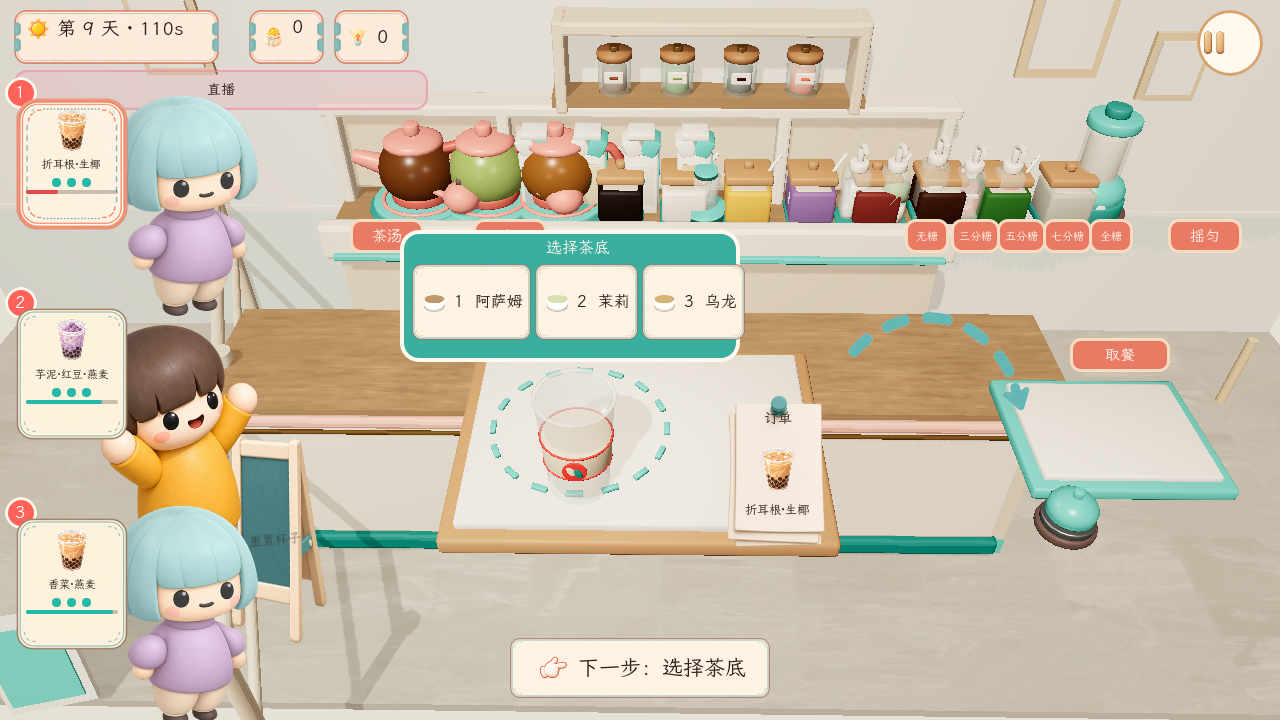 第 9 天·110s
0
0
直播
1
折耳根·生椰
2
芋泥·红豆·燕麦
3
香菜·燕麦
茶汤
选择茶底
1 阿萨姆
2 茉莉
3 乌龙
无糖
三分糖
五分糖
七分糖
全糖
摇匀
取餐
订单
折耳根·生椰
重置杯子
下一步：选择茶底